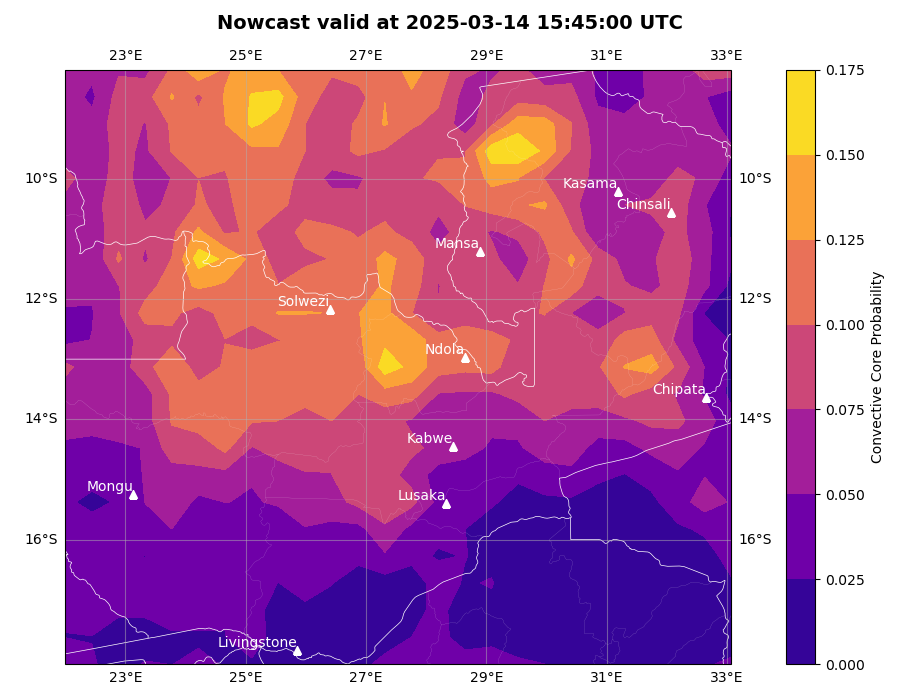 Nowcast valid at 2025-03-14 15:45:00 UTC
23°E 25°E 27°E 29°E 31°E 33°E
0.175
0.150
10°S Kasama 10°S
Chinsali
0.125
Mansa
12°S 12°S
Solwezi
0.100
Ndola
Chipata
0.075
14°S 14°S
Kabwe
Mongu
Lusaka
0.050
16°S 16°S
0.025
Livingstone
0.000
23°E 25°E 27°E 29°E 31°E 33°E
Convective Core Probability